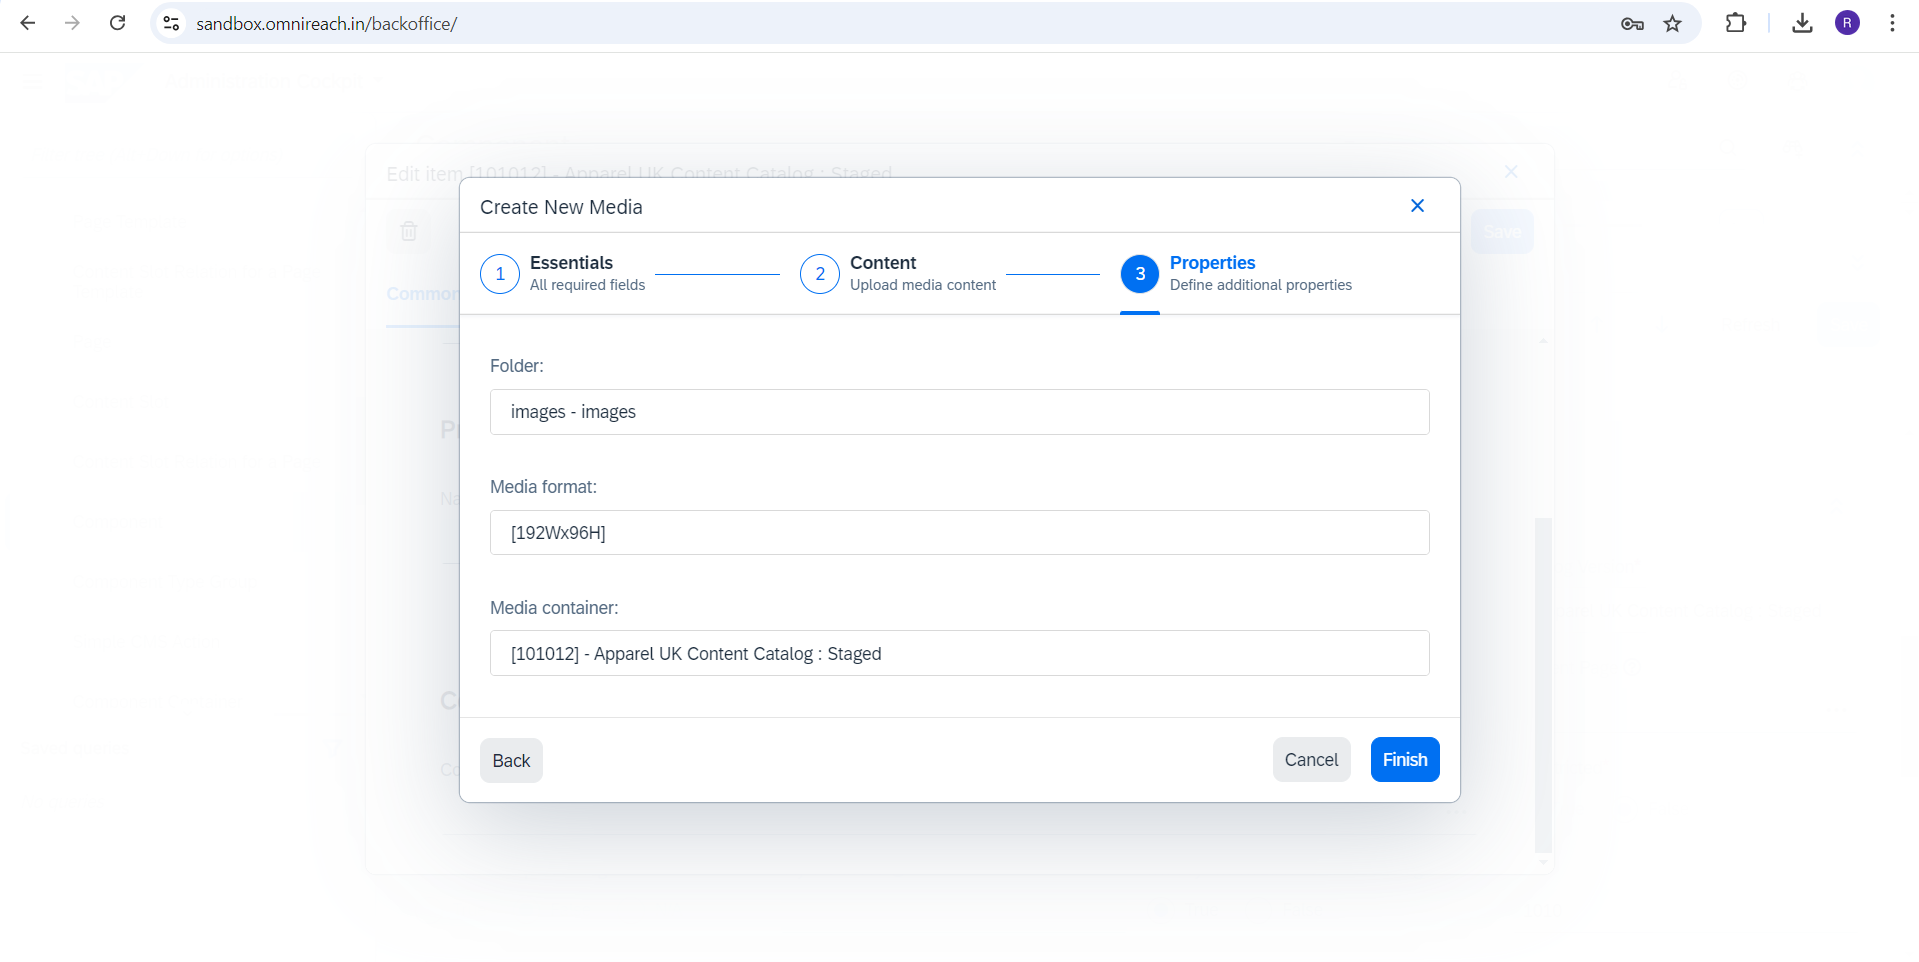 sandbox.omnireach.in/backoffice/
R
Edit item [101012] - Apparel UK Content Catalog : Staged
Create New Media
Save
1
Essentials
All required fields
2
Content
Upload media content
3
Properties
Define additional properties
Common
Folder:
images - images
Media format:
[192Wx96H]
Media container:
[101012] - Apparel UK Content Catalog : Staged
Back
Cancel
Finish